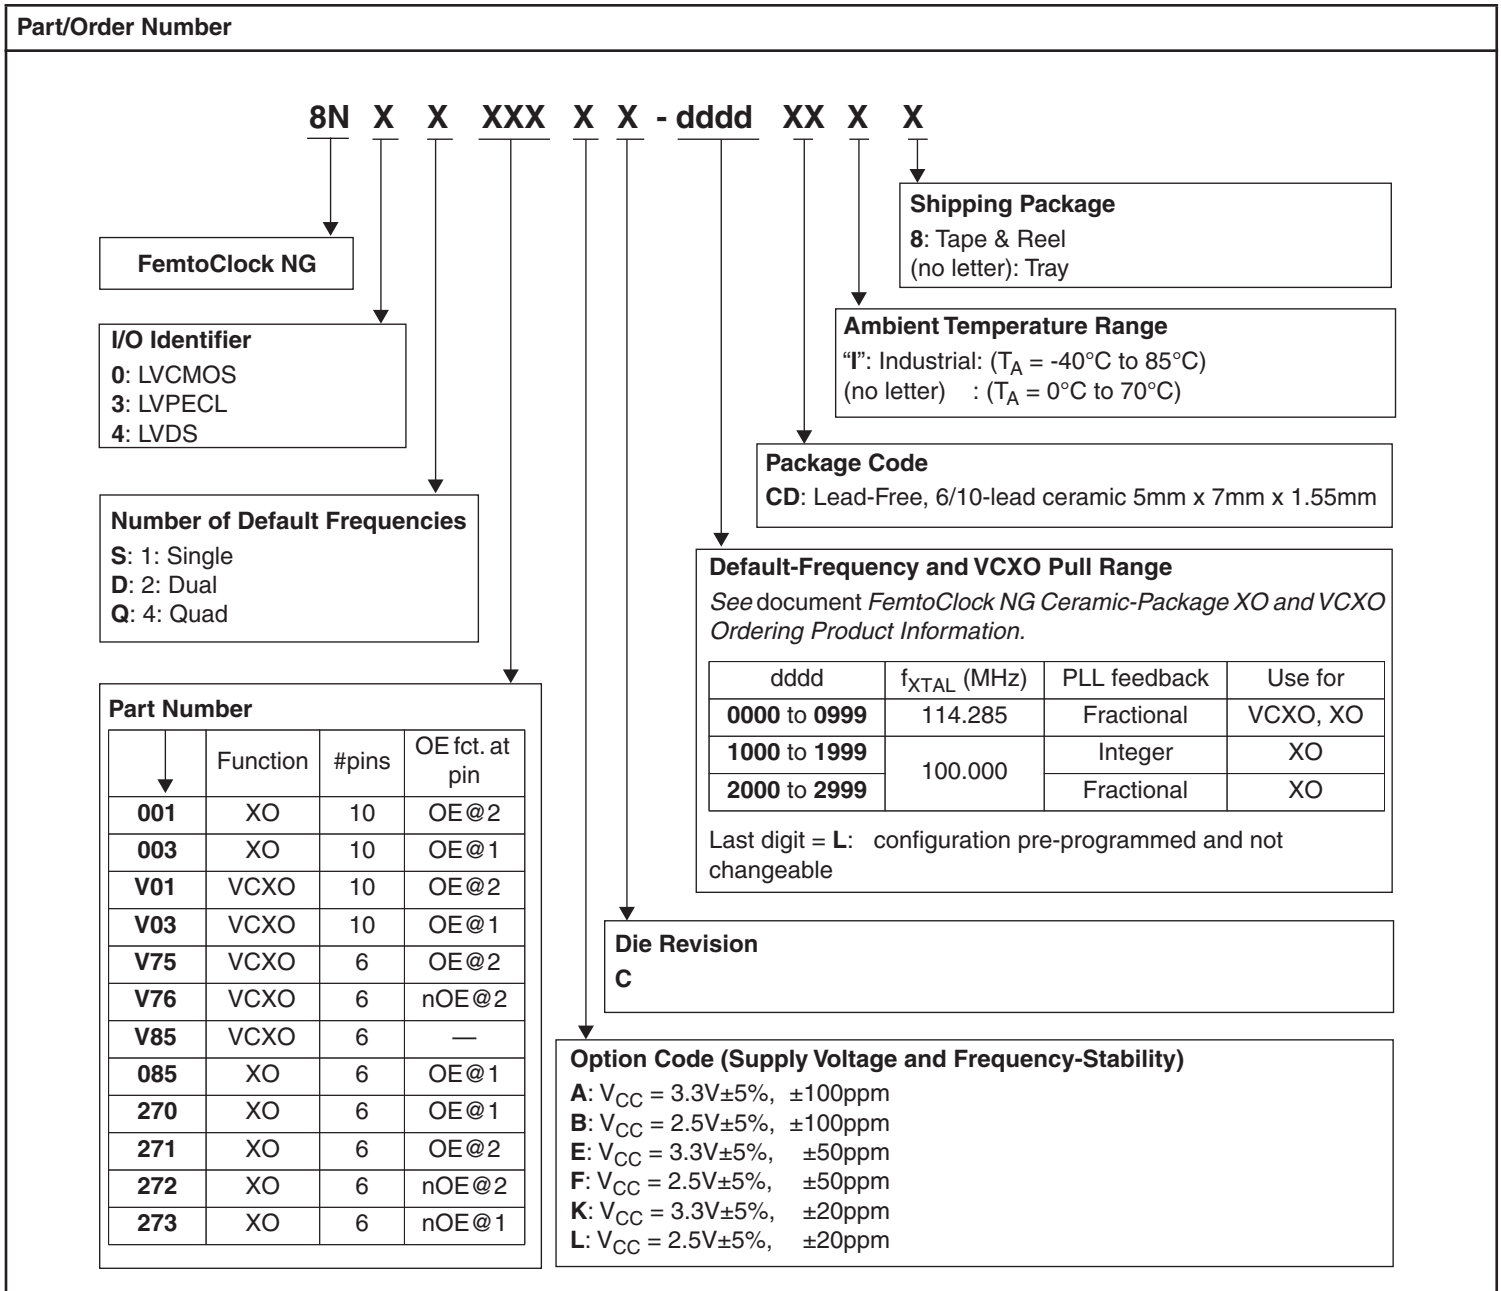 Part/Order Number
8N X X XXX X X - dddd XX X X
Shipping Package
8: Tape & Reel
(no letter): Tray
FemtoClock NG
Ambient Temperature Range
“I”: Industrial: (TA = -40°C to 85°C)
(no letter) : (TA = 0°C to 70°C)
I/O Identifier
0: LVCMOS
3: LVPECL
4: LVDS
Package Code
CD: Lead-Free, 6/10-lead ceramic 5mm x 7mm x 1.55mm
Number of Default Frequencies
S: 1: Single
D: 2: Dual
Q: 4: Quad
Default-Frequency and VCXO Pull Range
See document FemtoClock NG Ceramic-Package XO and VCXO
Ordering Product Information.
dddd fXTAL (MHz) PLL feedback Use for
0000 to 0999 114.285 Fractional VCXO, XO
1000 to 1999 100.000 Integer XO
2000 to 2999 Fractional XO
Last digit = L: configuration pre-programmed and not
changeable
Part Number
Function #pins OE fct. at
pin
001 XO 10 OE@2
003 XO 10 OE@1
V01 VCXO 10 OE@2
V03 VCXO 10 OE@1
V75 VCXO 6 OE@2
V76 VCXO 6 nOE@2
V85 VCXO 6 —
085 XO 6 OE@1
270 XO 6 OE@1
271 XO 6 OE@2
272 XO 6 nOE@2
273 XO 6 nOE@1
Die Revision
C
Option Code (Supply Voltage and Frequency-Stability)
A: VCC = 3.3V±5%, ±100ppm
B: VCC = 2.5V±5%, ±100ppm
E: VCC = 3.3V±5%, ±50ppm
F: VCC = 2.5V±5%, ±50ppm
K: VCC = 3.3V±5%, ±20ppm
L: VCC = 2.5V±5%, ±20ppm